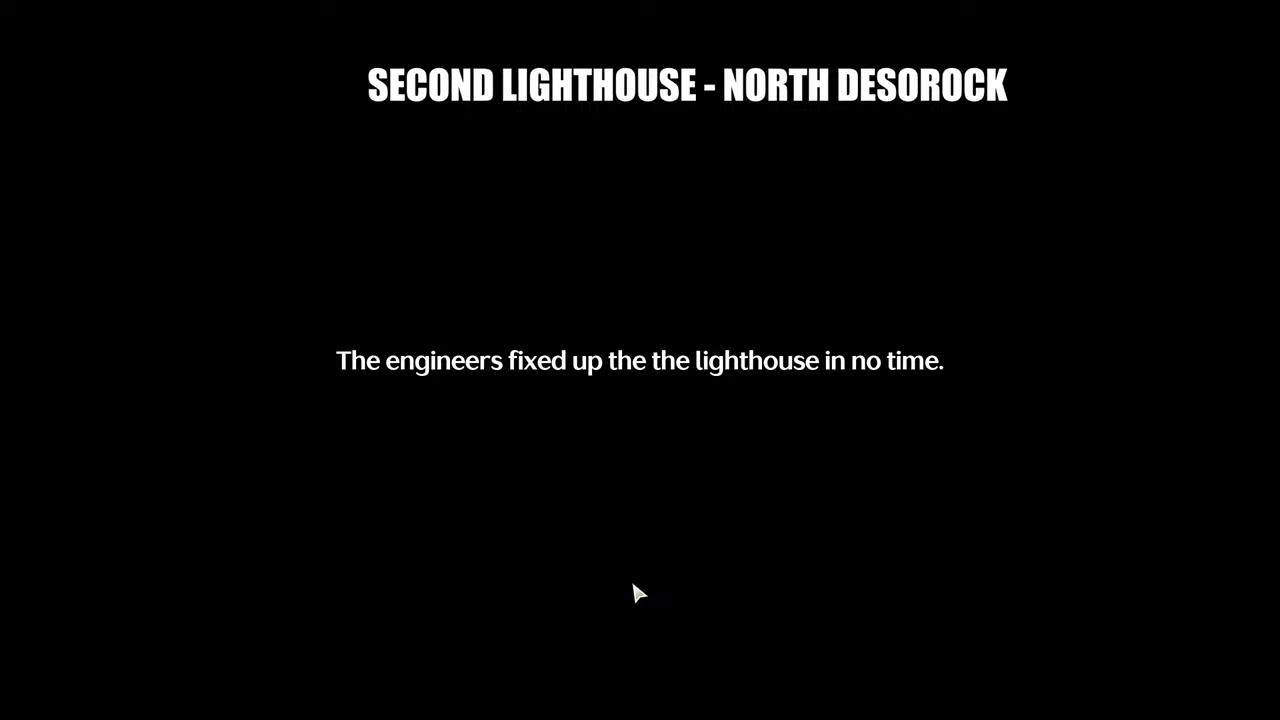 SECOND LIGHTHOUSE - NORTH DESOROCK
The engineers fixed up the the lighthouse in no time.